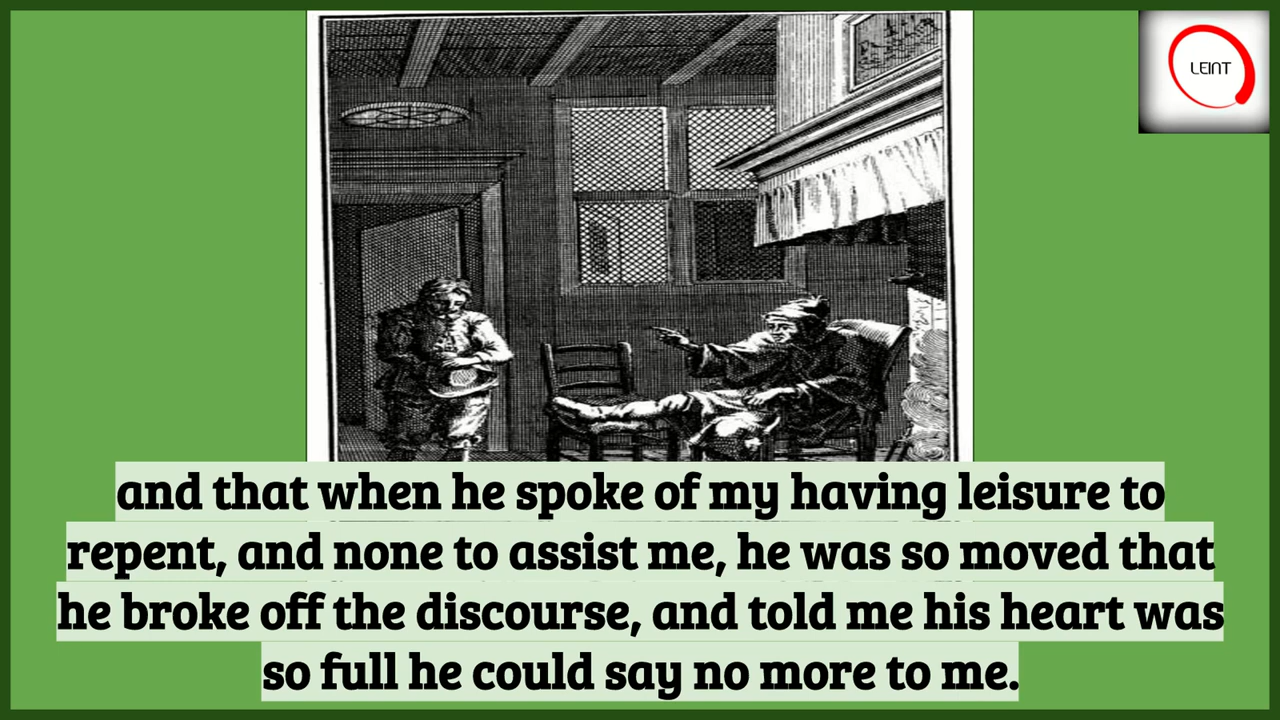 LEINT
and that when he spoke of my having leisure to
repent, and none to assist me, he was so moved that
he broke off the discourse, and told me his heart was
so full he could say no more to me.